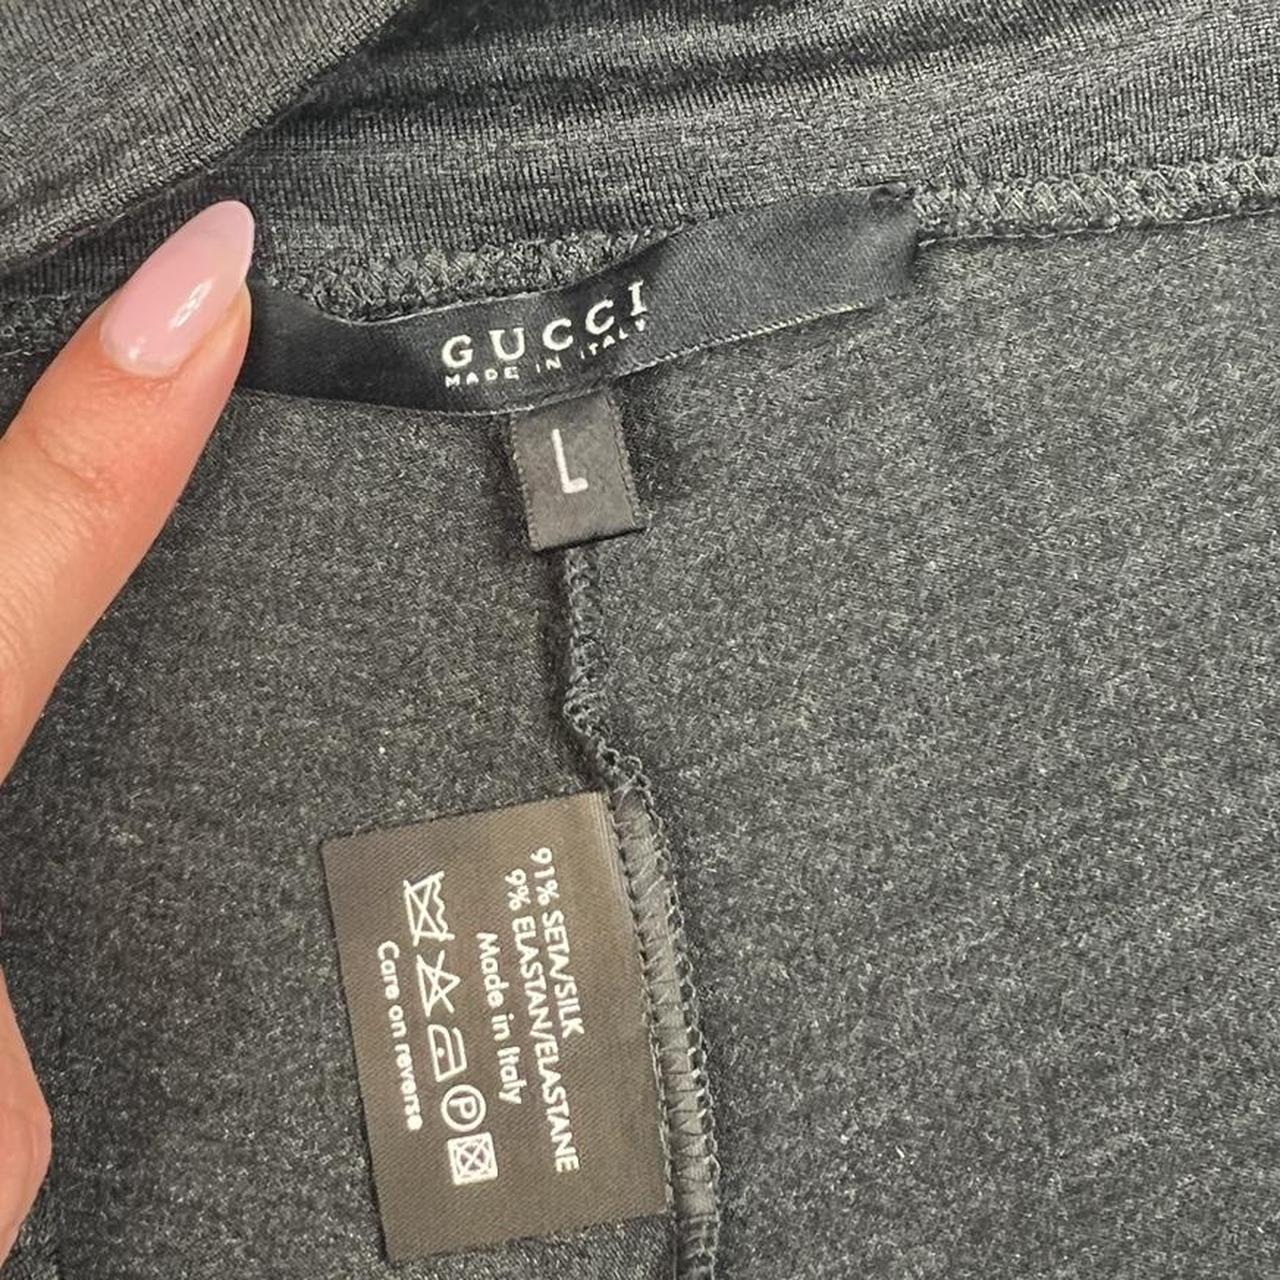 GUCCI
MADE IN ITALY
L
91% SETA/SILK
9% ELASTAN/ELASTANE
Made in Italy
P
Care on reverse